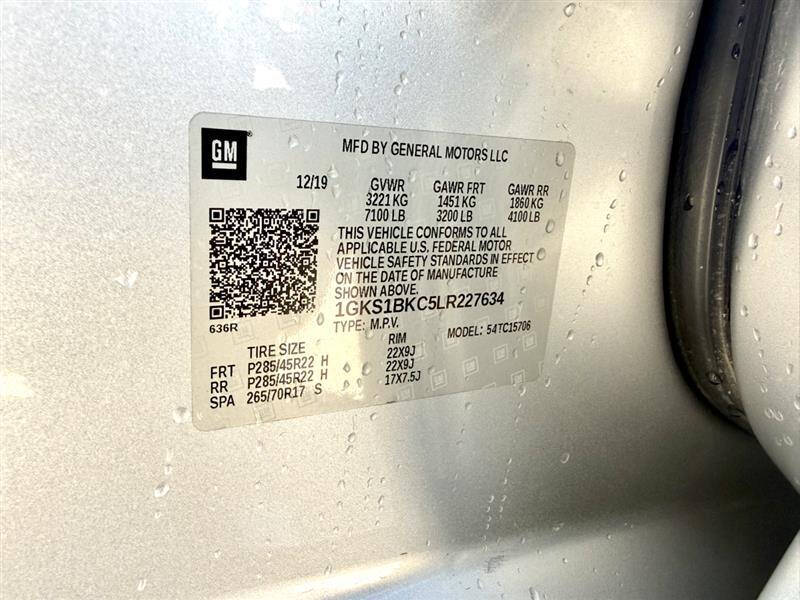 GM
MFD BY GENERAL MOTORS LLC
12/19 GVWR GAWR FRT GAWR RR
3221 KG 1451 KG 1860 KG
7100 LB 3200 LB 4100 LB
THIS VEHICLE CONFORMS TO ALL
APPLICABLE U.S. FEDERAL MOTOR
VEHICLE SAFETY STANDARDS IN EFFECT
ON THE DATE OF MANUFACTURE
SHOWN ABOVE.
1GKS1BKC5LR227634
636R
TYPE: M.P.V. MODEL: 54TC15706
TIRE SIZE RIM
FRT P285/45R22 H 22X9J
RR P285/45R22 H 22X9J
SPA 265/70R17 S 17X7.5J